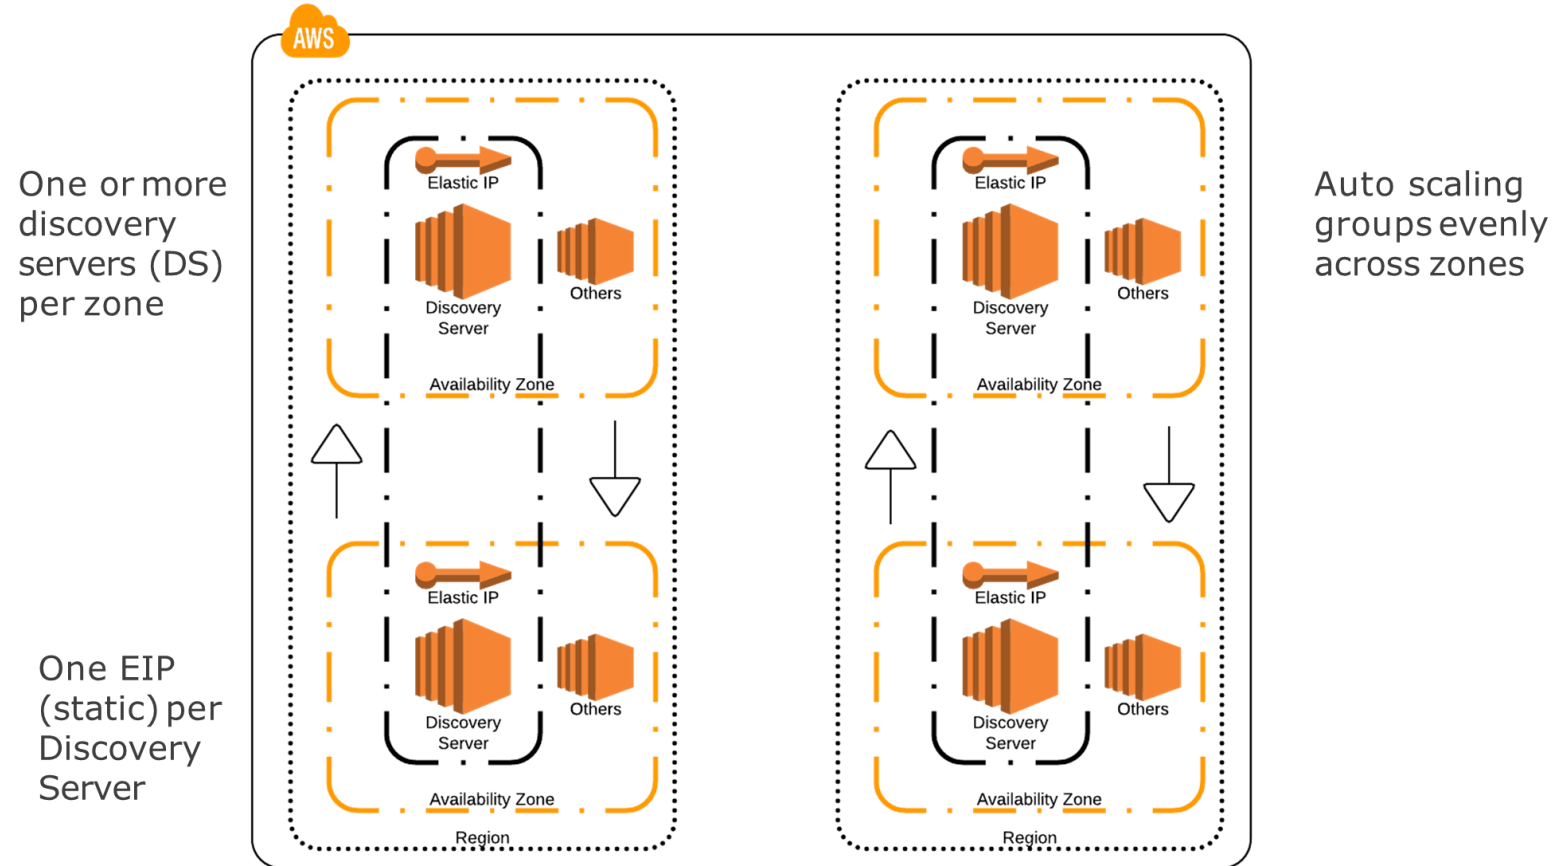 AWS
One or more
discovery
servers (DS)
per zone
One EIP
(static) per
Discovery
Server
Elastic IP
Discovery
Server
Others
Availability Zone
Elastic IP
Discovery
Server
Others
Availability Zone
Region
Elastic IP
Discovery
Server
Others
Availability Zone
Elastic IP
Discovery
Server
Others
Availability Zone
Region
Auto scaling
groups evenly
across zones